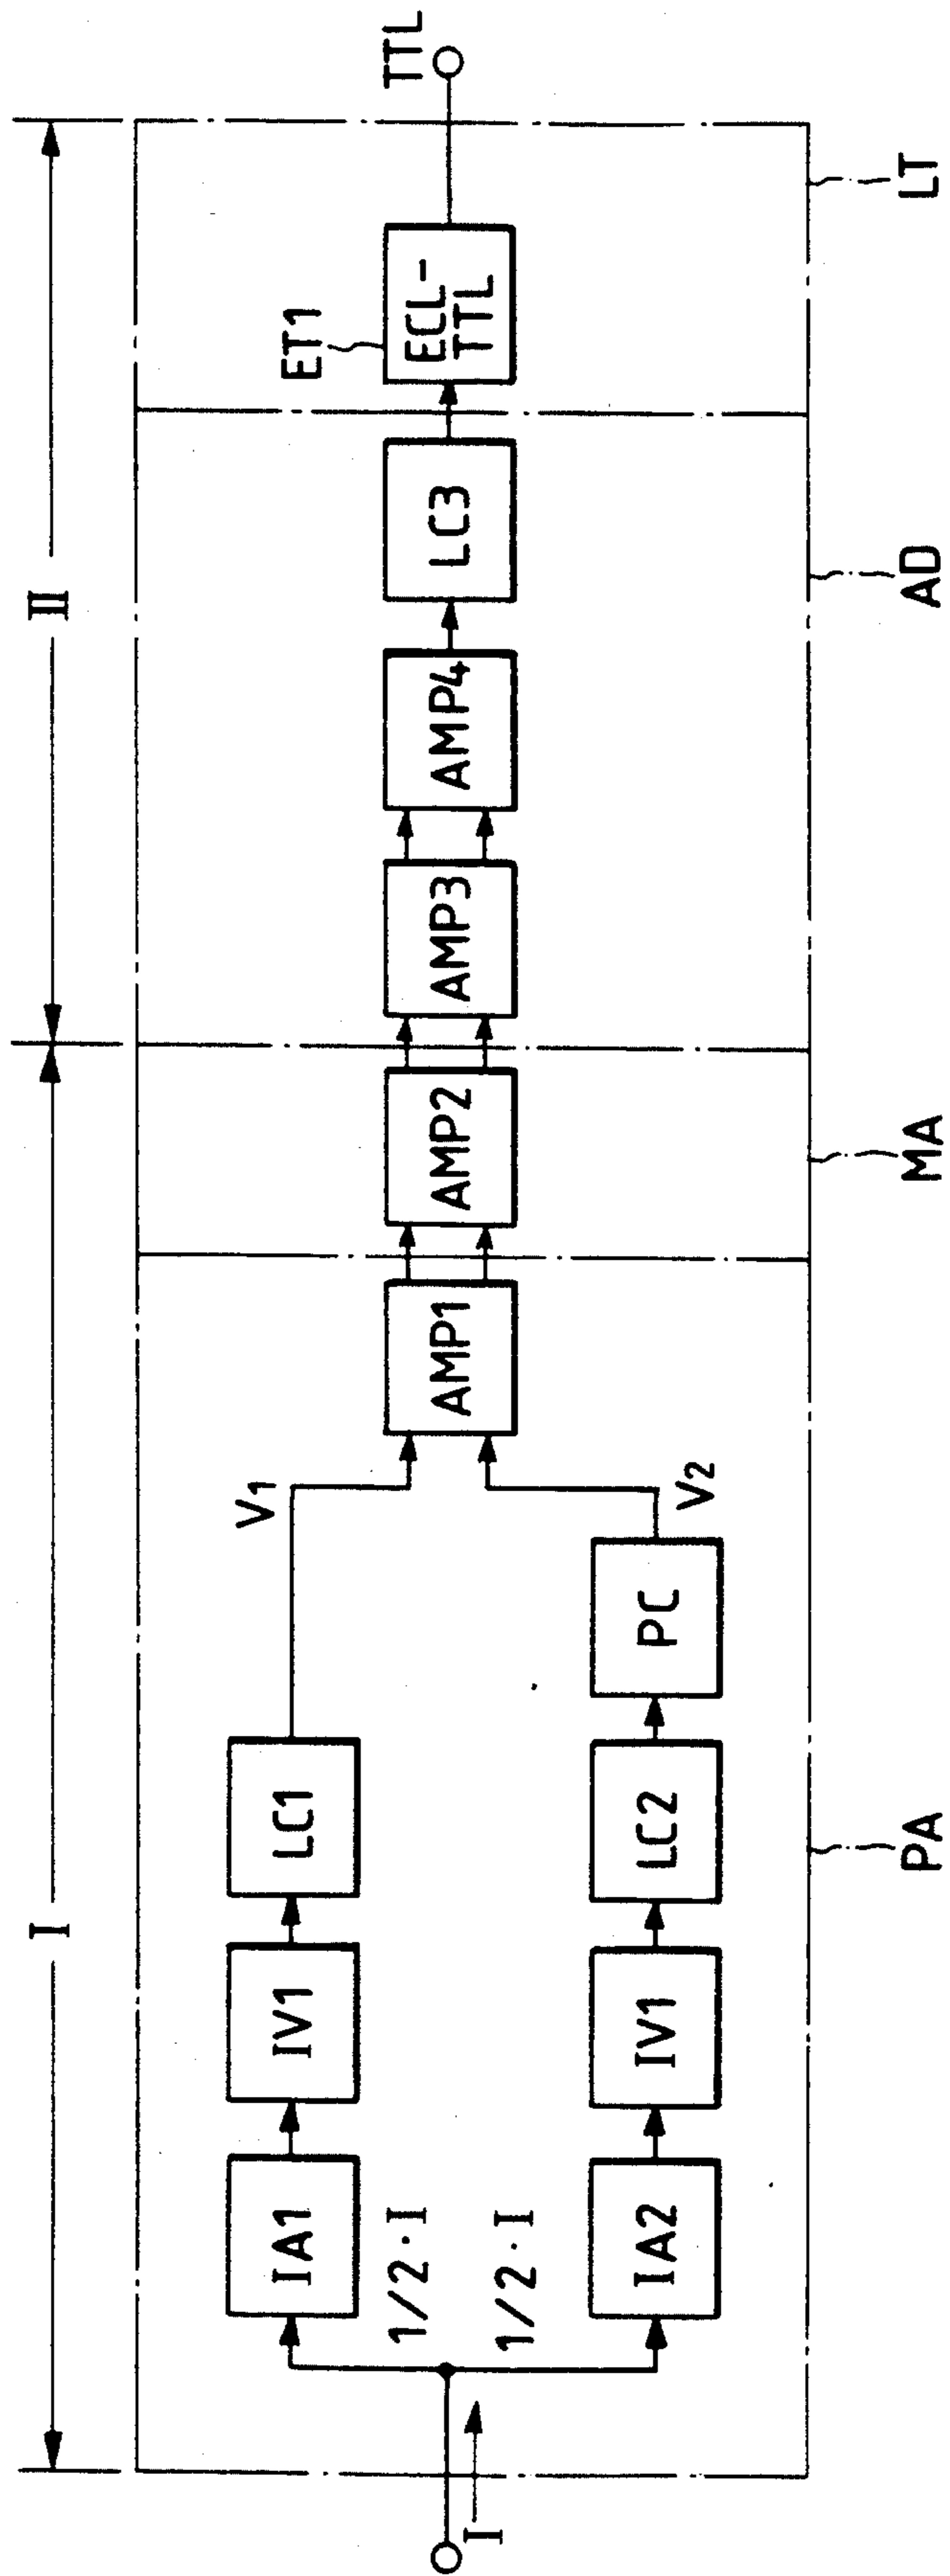 I
II
I
1/2 · I
1/2 · I
IA1
IV1
LC1
V1
IA2
IV1
LC2
PC
V2
AMP1
AMP2
AMP3
AMP4
LC3
ET1
ECL-
TTL
TTL
PA
MA
AD
LT